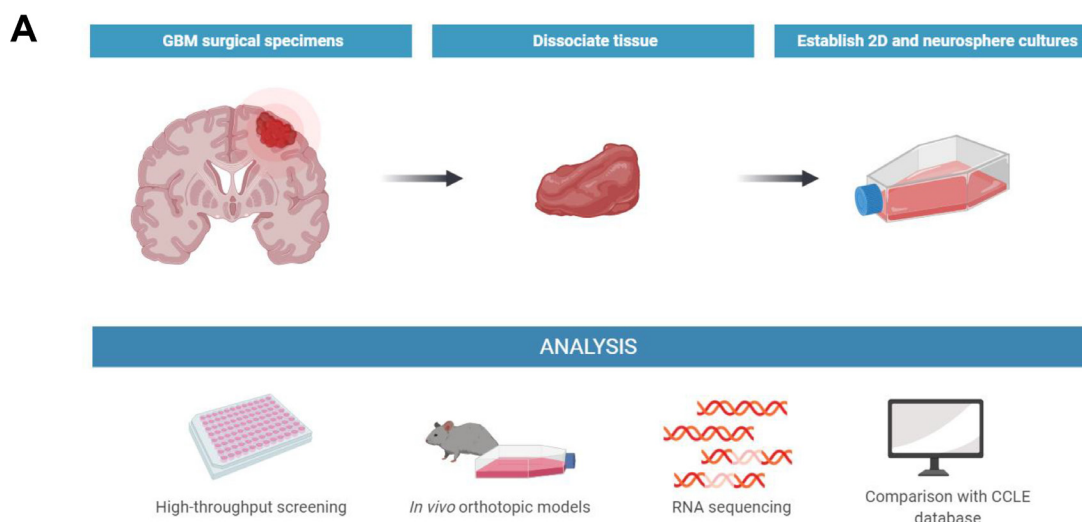 A
GBM surgical specimens
Dissociate tissue
Establish 2D and neurosphere cultures
ANALYSIS
High-throughput screening
In vivo orthotopic models
RNA sequencing
Comparison with CCLE
database